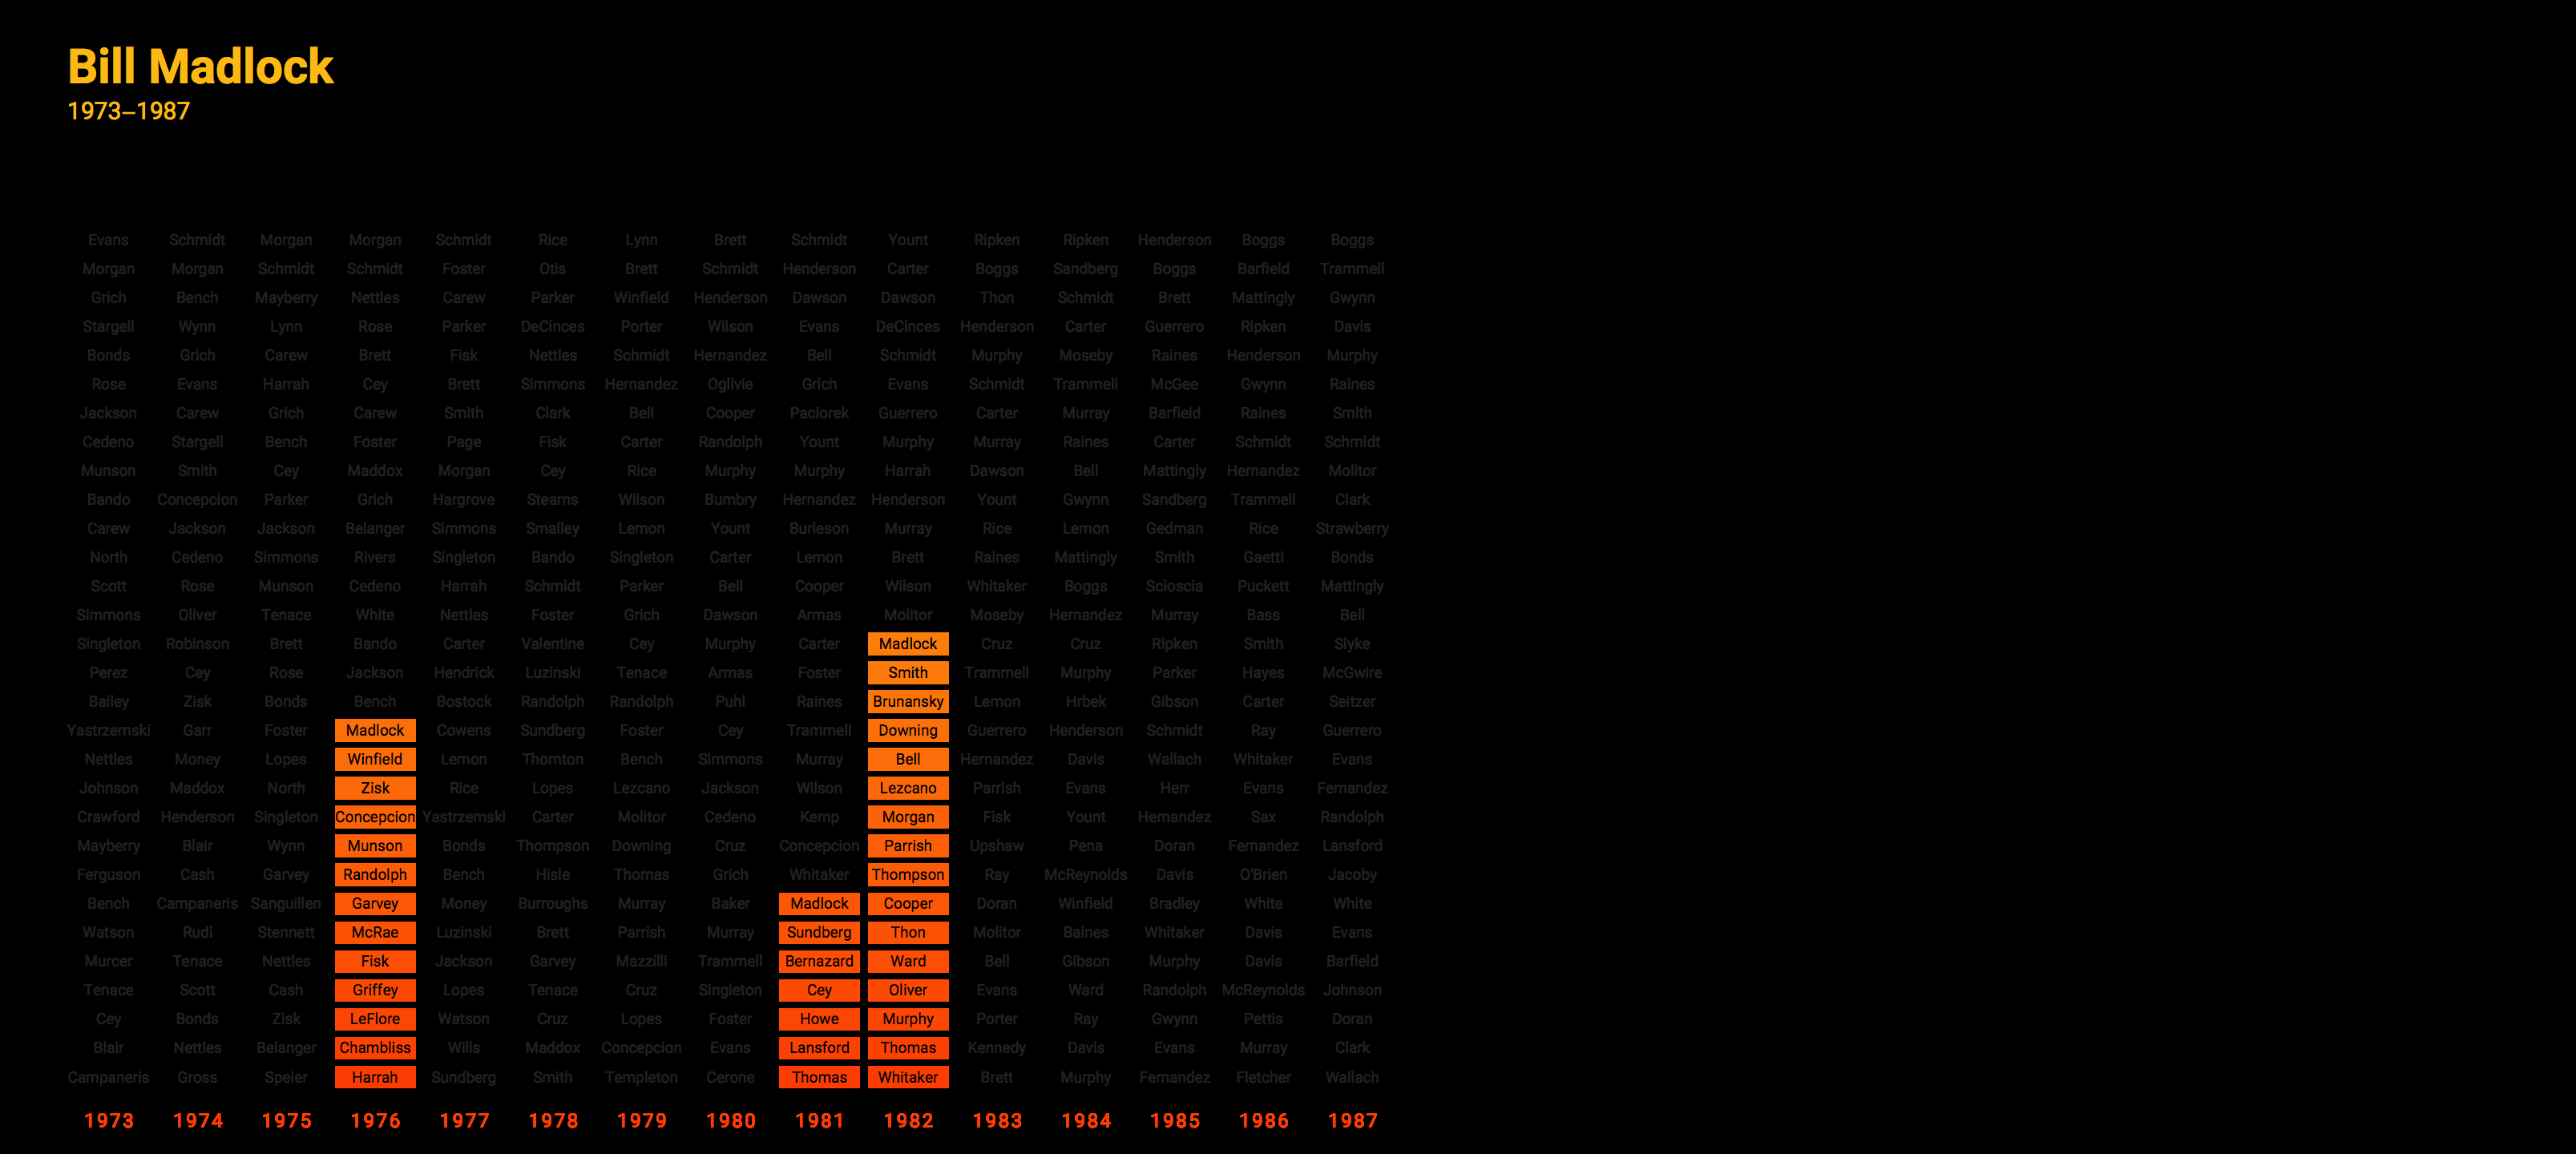 Bill Madlock
1973–1987
Evans Schmidt Morgan Morgan Schmidt Rice Lynn Brett Schmidt Yount Ripken Ripken Henderson Boggs Boggs
Morgan Morgan Schmidt Schmidt Foster Otis Brett Schmidt Henderson Carter Boggs Sandberg Boggs Barfield Trammell
Grich Bench Mayberry Nettles Carew Parker Winfield Henderson Dawson Dawson Thon Schmidt Brett Mattingly Gwynn
Stargell Wynn Lynn Rose Parker DeCinces Porter Wilson Evans DeCinces Henderson Carter Guerrero Ripken Davis
Bonds Grich Carew Brett Fisk Nettles Schmidt Hernandez Bell Schmidt Murphy Moseby Raines Henderson Murphy
Rose Evans Harrah Cey Brett Simmons Hernandez Oglivie Grich Evans Schmidt Trammell McGee Gwynn Raines
Jackson Carew Grich Carew Smith Clark Bell Cooper Paciorek Guerrero Carter Murray Barfield Raines Smith
Cedeno Stargell Bench Foster Page Fisk Carter Randolph Yount Murphy Murray Raines Carter Schmidt Schmidt
Munson Smith Cey Maddox Morgan Cey Rice Murphy Murphy Harrah Dawson Bell Mattingly Hernandez Molitor
Bando Concepcion Parker Grich Hargrove Stearns Wilson Bumbry Hernandez Henderson Yount Gwynn Sandberg Trammell Clark
Carew Jackson Jackson Belanger Simmons Smalley Lemon Yount Burleson Murray Rice Lemon Gedman Rice Strawberry
North Cedeno Simmons Rivers Singleton Bando Singleton Carter Lemon Brett Raines Mattingly Smith Gaetti Bonds
Scott Rose Munson Cedeno Harrah Schmidt Parker Bell Cooper Wilson Whitaker Boggs Scioscia Puckett Mattingly
Simmons Oliver Tenace White Nettles Foster Grich Dawson Armas Molitor Moseby Hernandez Murray Bass Bell
Singleton Robinson Brett Bando Carter Valentine Cey Murphy Carter Madlock Cruz Cruz Ripken Smith Slyke
Perez Cey Rose Jackson Hendrick Luzinski Tenace Armas Foster Smith Trammell Murphy Parker Hayes McGwire
Bailey Zisk Bonds Bench Bostock Randolph Randolph Puhl Raines Brunansky Lemon Hrbek Gibson Carter Seitzer
Yastrzemski Garr Foster Madlock Cowens Sundberg Foster Cey Trammell Downing Guerrero Henderson Schmidt Ray Guerrero
Nettles Money Lopes Winfield Lemon Thornton Bench Simmons Murray Bell Hernandez Davis Wallach Whitaker Evans
Johnson Maddox North Zisk Rice Lopes Lezcano Jackson Wilson Lezcano Parrish Evans Herr Evans Fernandez
Crawford Henderson Singleton Concepcion Yastrzemski Carter Molitor Cedeno Kemp Morgan Fisk Yount Hernandez Sax Randolph
Mayberry Blair Wynn Munson Bonds Thompson Downing Cruz Concepcion Parrish Upshaw Pena Doran Fernandez Lansford
Ferguson Cash Garvey Randolph Bench Hisle Thomas Grich Whitaker Thompson Ray McReynolds Davis O'Brien Jacoby
Bench Campaneris Sanguillen Garvey Money Burroughs Murray Baker Madlock Cooper Doran Winfield Bradley White White
Watson Rudi Stennett McRae Luzinski Brett Parrish Murray Sundberg Thon Molitor Baines Whitaker Davis Evans
Murcer Tenace Nettles Fisk Jackson Garvey Mazzilli Trammell Bernazard Ward Bell Gibson Murphy Davis Barfield
Tenace Scott Cash Griffey Lopes Tenace Cruz Singleton Cey Oliver Evans Ward Randolph McReynolds Johnson
Cey Bonds Zisk LeFlore Watson Cruz Lopes Foster Howe Murphy Porter Ray Gwynn Pettis Doran
Blair Nettles Belanger Chambliss Wills Maddox Concepcion Evans Lansford Thomas Kennedy Davis Evans Murray Clark
Campaneris Gross Speier Harrah Sundberg Smith Templeton Cerone Thomas Whitaker Brett Murphy Fernandez Fletcher Wallach
1973 1974 1975 1976 1977 1978 1979 1980 1981 1982 1983 1984 1985 1986 1987